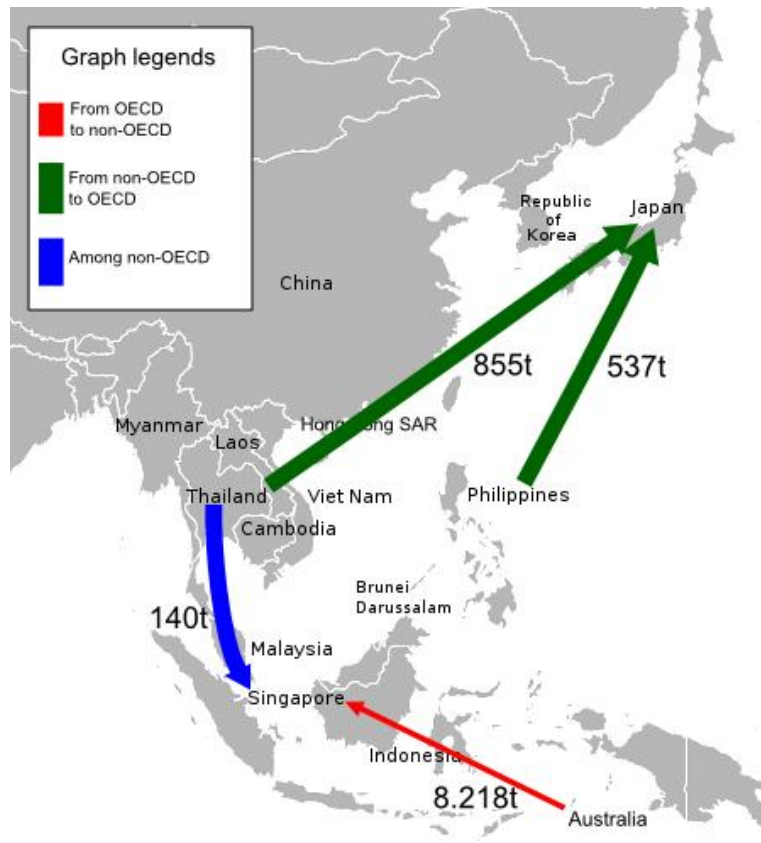 Graph legends
From OECD
to non-OECD
From non-OECD
to OECD
Among non-OECD
Republic
of
Korea
Japan
China
855t
537t
Myanmar
Laos
Hong Kong SAR
Thailand
Viet Nam
Philippines
Cambodia
Brunei
Darussalam
140t
Malaysia
Singapore
Indonesia
8.218t
Australia